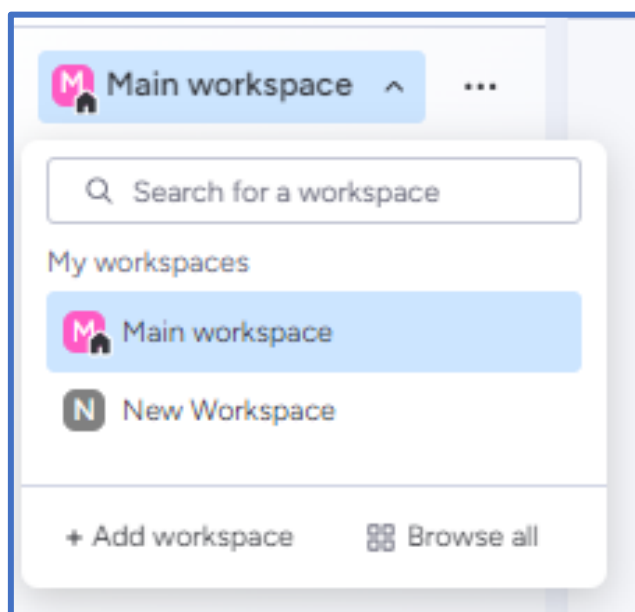 M Main workspace ...
Search for a workspace
My workspaces
M Main workspace
N New Workspace
+ Add workspace Browse all